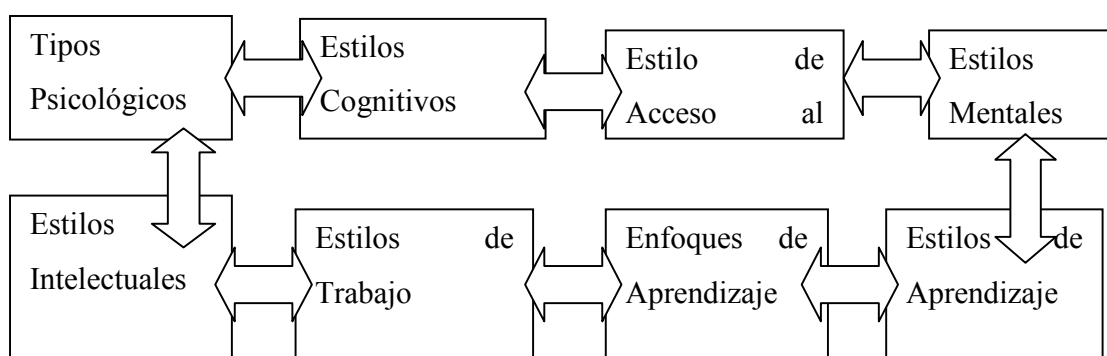 Tipos
Psicológicos
Estilos
Cognitivos
Estilo de
Acceso al
Estilos
Mentales
Estilos
Intelectuales
Estilos de
Trabajo
Enfoques de
Aprendizaje
Estilos de
Aprendizaje